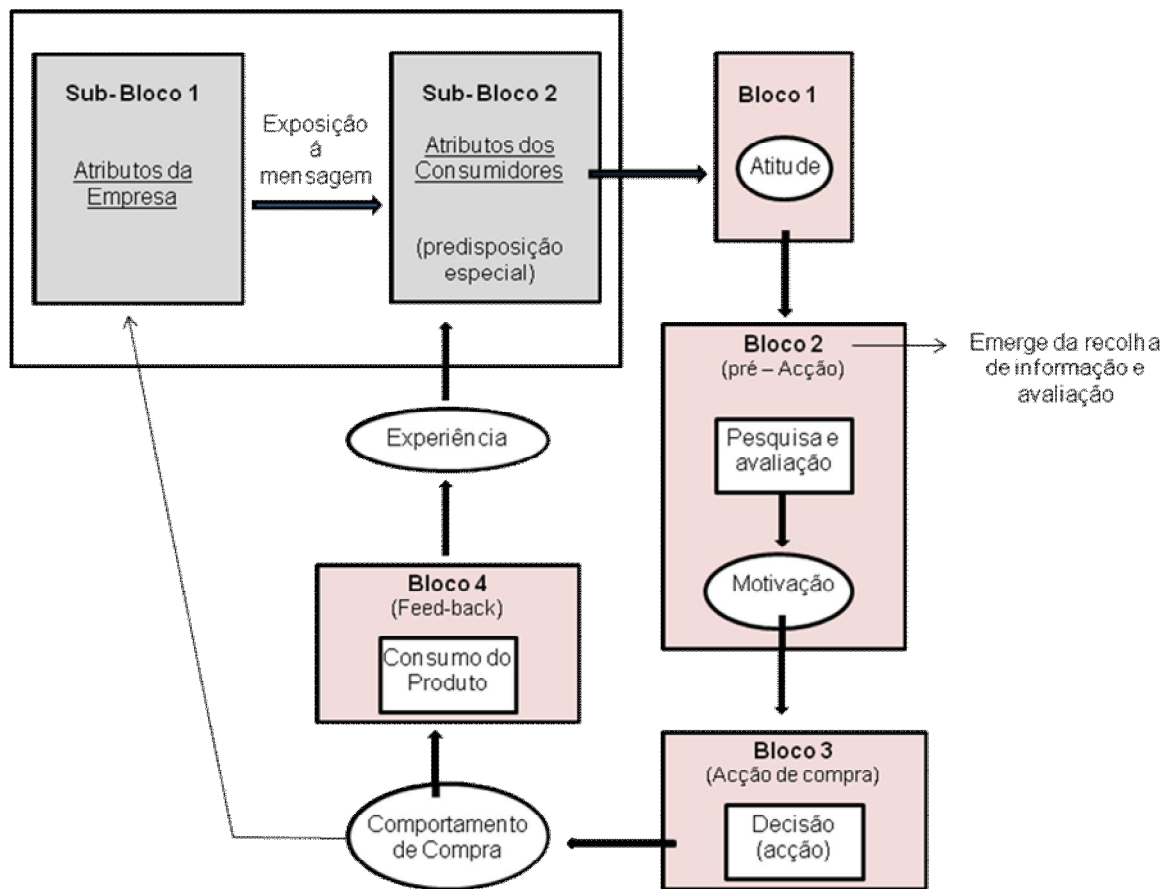 Sub-Bloco 1
Atributos da
Empresa
Exposição
á
mensagem
Sub-Bloco 2
Atributos dos
Consumidores
(predisposição
especial)
Bloco 1
Atitude
Bloco 2
(pré – Acção)
Pesquisa e
avaliação
Motivação
Emerge da recolha
de informação e
avaliação
Experiência
Bloco 4
(Feed-back)
Consumo do
Produto
Bloco 3
(Acção de compra)
Decisão
(acção)
Comportamento
de Compra